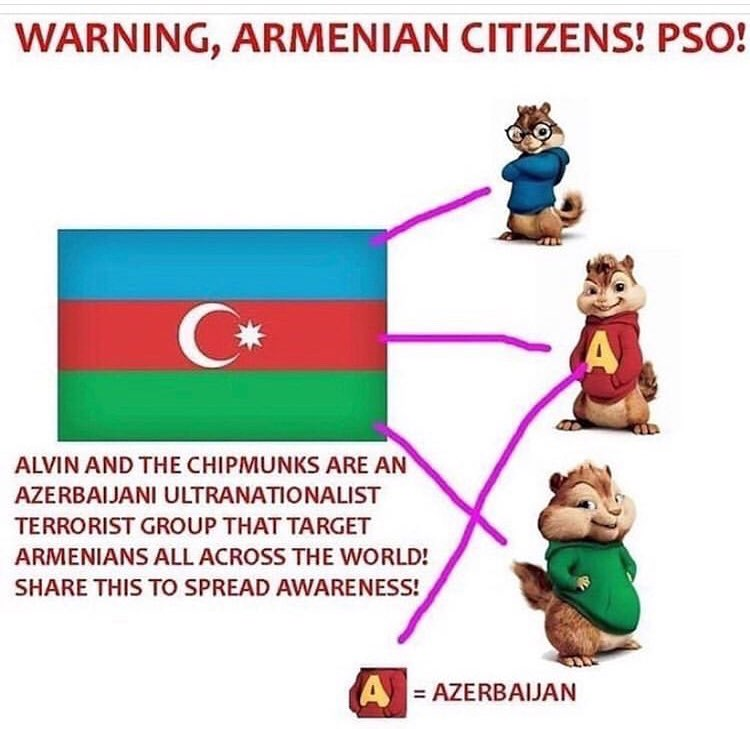 WARNING, ARMENIAN CITIZENS! PSO!
A
ALVIN AND THE CHIPMUNKS ARE AN
AZERBAIJANI ULTRANATIONALIST
TERRORIST GROUP THAT TARGET
ARMENIANS ALL ACROSS THE WORLD!
SHARE THIS TO SPREAD AWARENESS!
A = AZERBAIJAN